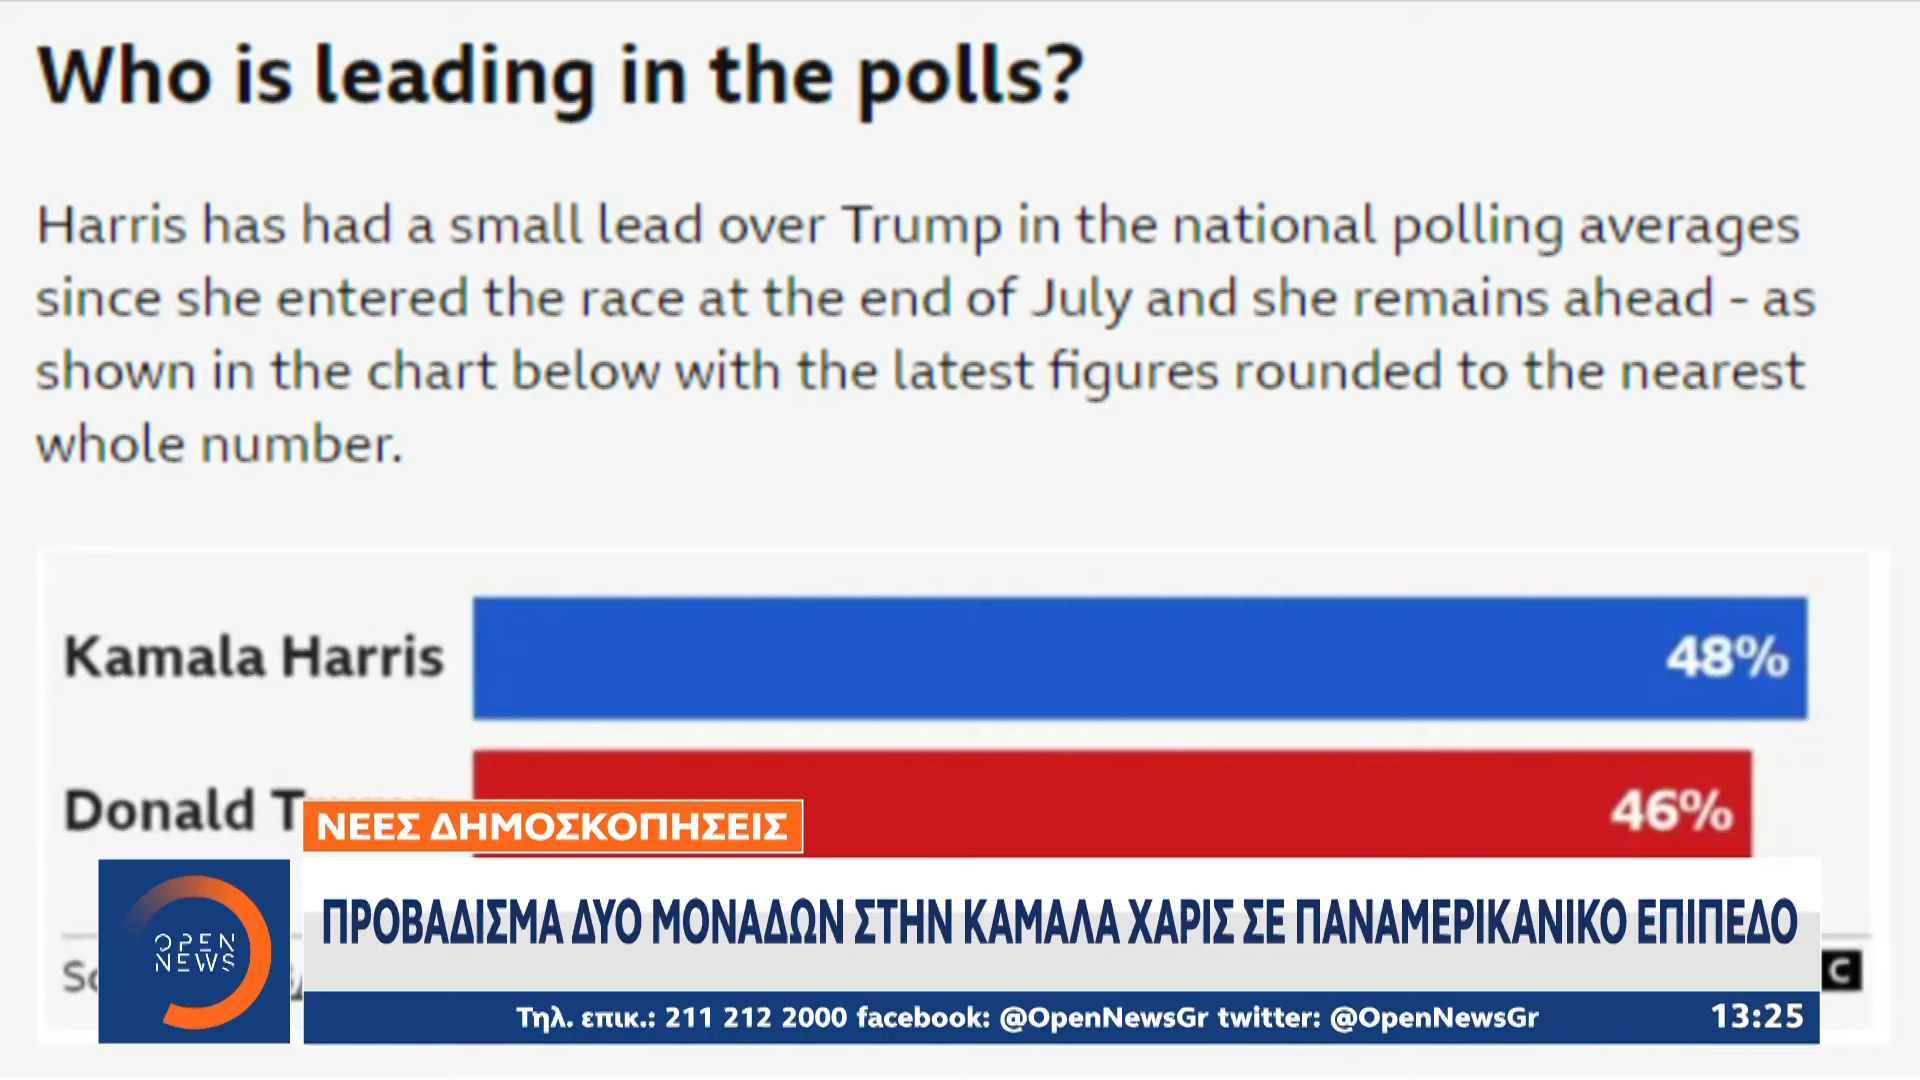 Who is leading in the polls?
Harris has had a small lead over Trump in the national polling averages
since she entered the race at the end of July and she remains ahead - as
shown in the chart below with the latest figures rounded to the nearest
whole number.
Kamala Harris 48%
Donald 46%
ΝΕΕΣ ΔΗΜΟΣΚΟΠΗΣΕΙΣ
ΠΡΟΒΑΔΙΣΜΑ ΔΥΟ ΜΟΝΑΔΩΝ ΣΤΗΝ ΚΑΜΑΛΑ ΧΑΡΙΣ ΣΕ ΠΑΝΑΜΕΡΙΚΑΝΙΚΟ ΕΠΙΠΕΔΟ
OPEN
NEWS
C
Τηλ. επικ.: 211 212 2000 facebook: @OpenNewsGr twitter: @OpenNewsGr 13:25